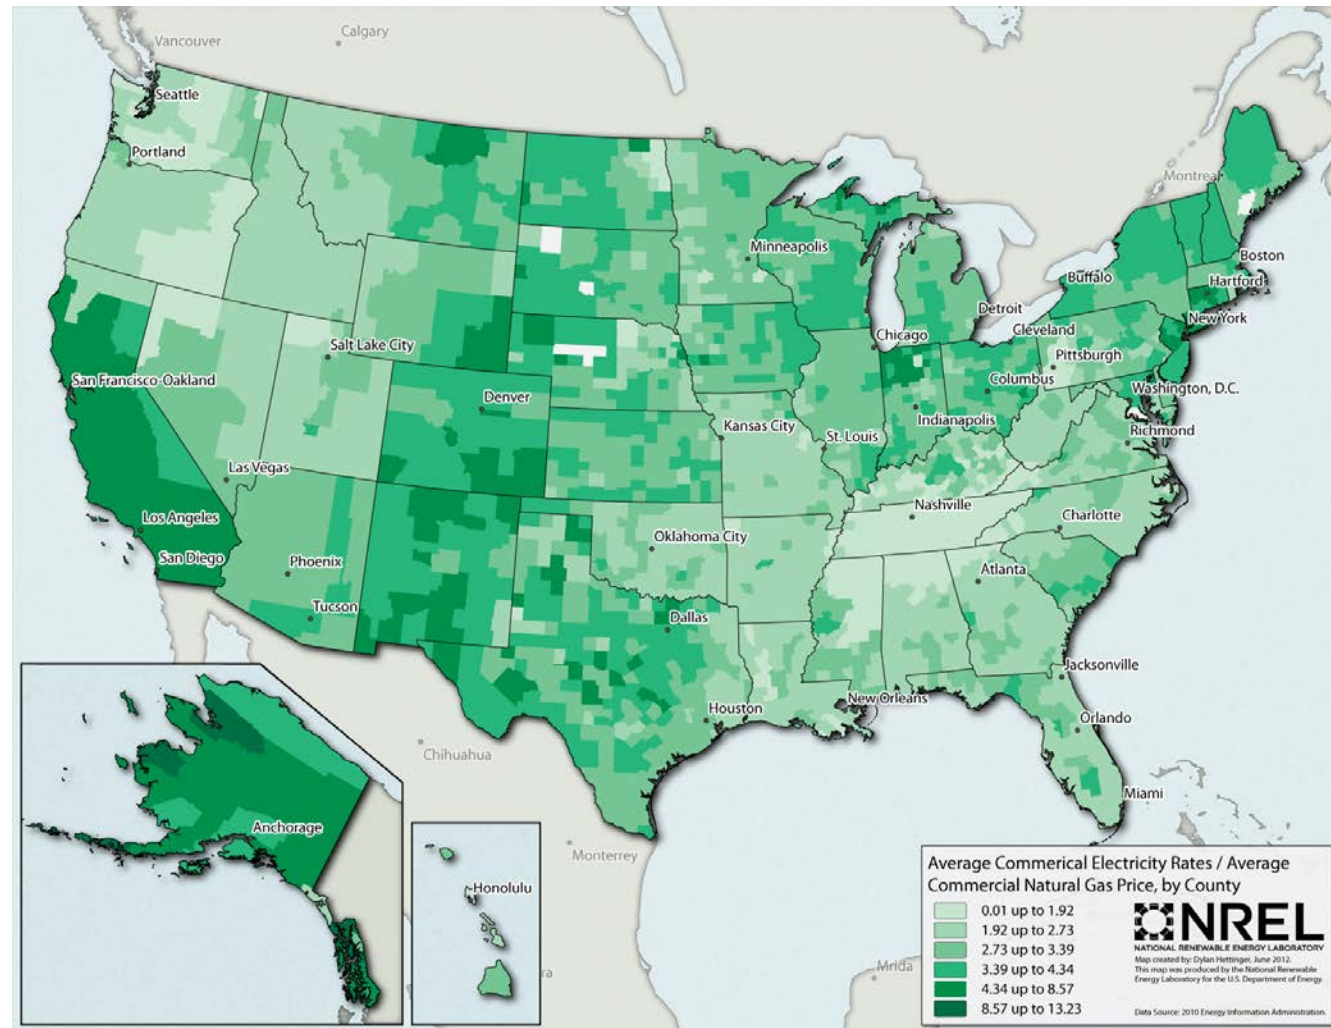 Calgary
Vancouver
Seattle
Portland
Montreal
Minneapolis
Boston
Buffalo
Hartford
Detroit
New York
Cleveland
Chicago
Salt Lake City
Pittsburgh
San Francisco-Oakland
Columbus
Washington, D.C.
Denver
Indianapolis
Kansas City
St. Louis
Richmond
Las Vegas
Nashville
Los Angeles
Charlotte
Oklahoma City
San Diego
Phoenix
Atlanta
Tucson
Dallas
Jacksonville
New Orleans
Houston
Orlando
Chihuahua
Miami
Anchorage
Monterrey
Honolulu
ra
Mrida
Average Commerical Electricity Rates / Average
Commercial Natural Gas Price, by County
0.01 up to 1.92
1.92 up to 2.73
2.73 up to 3.39
3.39 up to 4.34
4.34 up to 8.57
8.57 up to 13.23
NREL
NATIONAL RENEWABLE ENERGY LABORATORY
Map created by: Dylan Hettinger, June 2012.
This map was produced by the National Renewable
Energy Laboratory for the U.S. Department of Energy.
Data Source: 2010 Energy Information Administration.